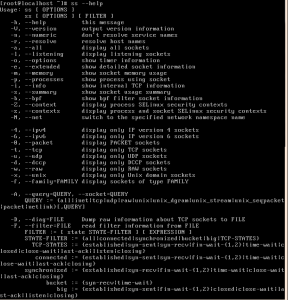 [root@localhost ~]# ss --help
Usage: ss [ OPTIONS ]
       ss [ OPTIONS ] [ FILTER ]
   -h, --help          this message
   -V, --version       output version information
   -n, --numeric       don't resolve service names
   -r, --resolve       resolve host names
   -a, --all           display all sockets
   -l, --listening     display listening sockets
   -o, --options       show timer information
   -e, --extended      show detailed socket information
   -m, --memory        show socket memory usage
   -p, --processes     show process using socket
   -i, --info          show internal TCP information
   -s, --summary       show socket usage summary
   -b, --bpf           show bpf filter socket information
   -Z, --context       display process SELinux security contexts
   -z, --contexts      display process and socket SELinux security contexts
   -N, --net           switch to the specified network namespace name

   -4, --ipv4          display only IP version 4 sockets
   -6, --ipv6          display only IP version 6 sockets
   -0, --packet        display PACKET sockets
   -t, --tcp           display only TCP sockets
   -u, --udp           display only UDP sockets
   -d, --dccp          display only DCCP sockets
   -w, --raw           display only RAW sockets
   -x, --unix          display only Unix domain sockets
   -f, --family=FAMILY display sockets of type FAMILY

   -A, --query=QUERY, --socket=QUERY
       QUERY := {all|inet|tcp|udp|raw|unix|unix_dgram|unix_stream|unix_seqpacket
|packet|netlink}[,QUERY]

   -D, --diag=FILE     Dump raw information about TCP sockets to FILE
   -F, --filter=FILE   read filter information from FILE
       FILTER := [ state STATE-FILTER ] [ EXPRESSION ]
       STATE-FILTER := {all|connected|synchronized|bucket|big|TCP-STATES}
         TCP-STATES := {established|syn-sent|syn-recv|fin-wait-{1,2}|time-wait|c
losed|close-wait|last-ack|listen|closing}
          connected := {established|syn-sent|syn-recv|fin-wait-{1,2}|time-wait|c
lose-wait|last-ack|closing}
       synchronized := {established|syn-recv|fin-wait-{1,2}|time-wait|close-wait
|last-ack|closing}
             bucket := {syn-recv|time-wait}
                big := {established|syn-sent|fin-wait-{1,2}|closed|close-wait|la
st-ack|listen|closing}